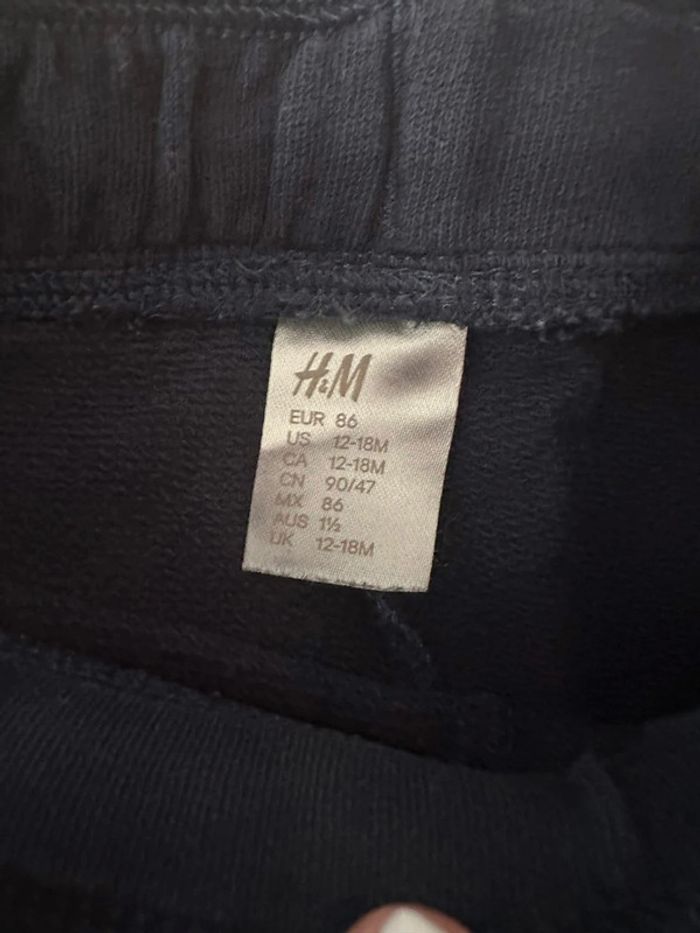 H&M
EUR 86
US 12-18M
CA 12-18M
CN 90/47
MX 86
AUS 1½
UK 12-18M